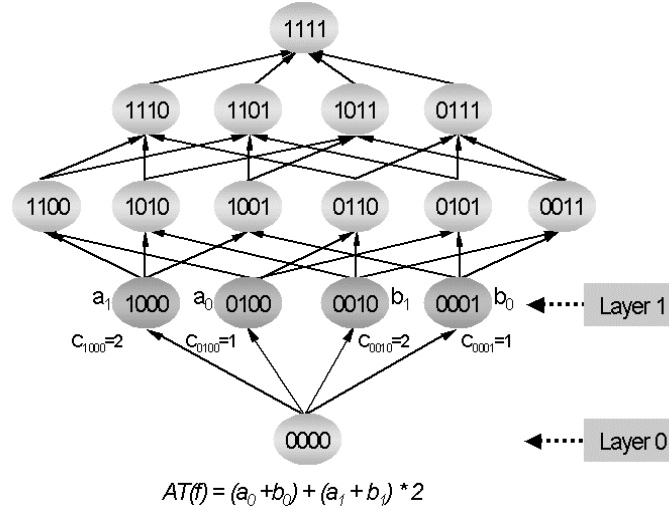 1111
1110 1101 1011 0111
1100 1010 1001 0110 0101 0011
a₁ 1000 a₀ 0100 0010 b₁ 0001 b₀ Layer 1
C₁₀₀₀=2 C₀₁₀₀=1 C₀₀₁₀=2 C₀₀₀₁=1
0000 Layer 0
AT(f) = (a₀ +b₀) + (a₁ + b₁) * 2